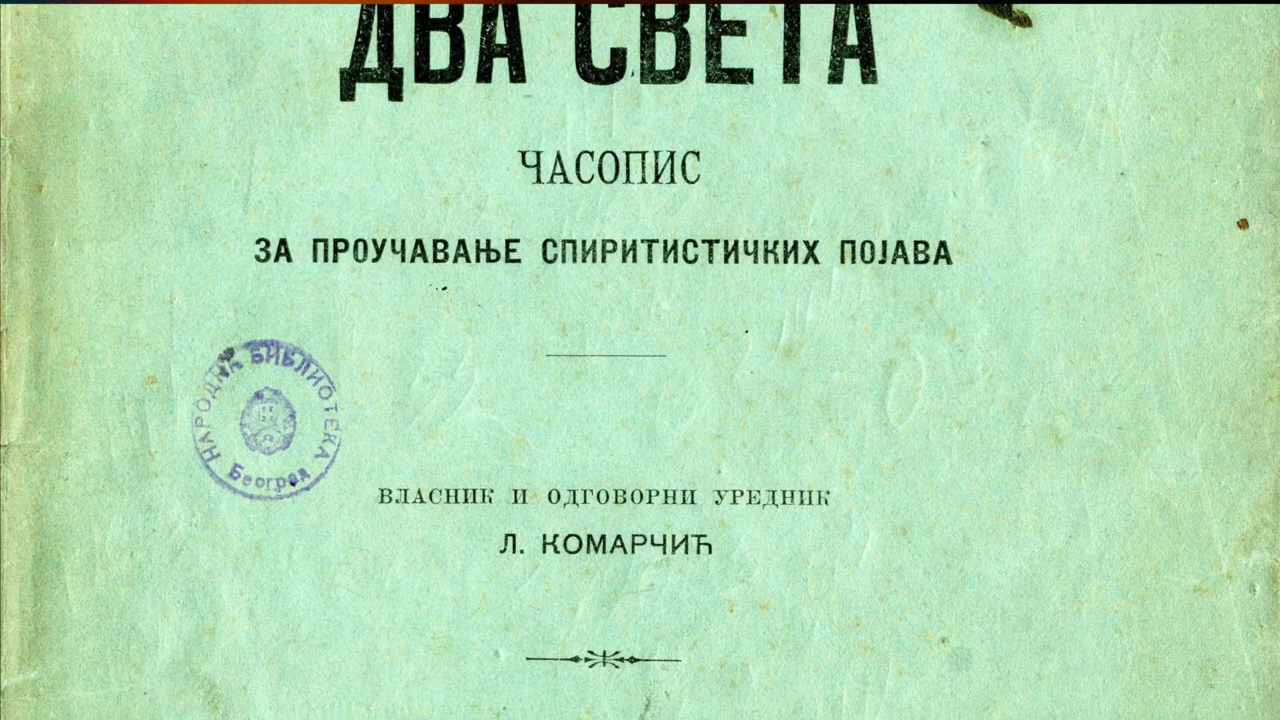 ДВА СВЕТА
ЧАСОПИС
ЗА ПРОУЧАВАЊЕ СПИРИТИСТИЧКИХ ПОЈАВА
НАРОДНА БИБЛИОТЕКА
Београд
ВЛАСНИК И ОДГОВОРНИ УРЕДНИК
Л. КОМАРЧИЋ